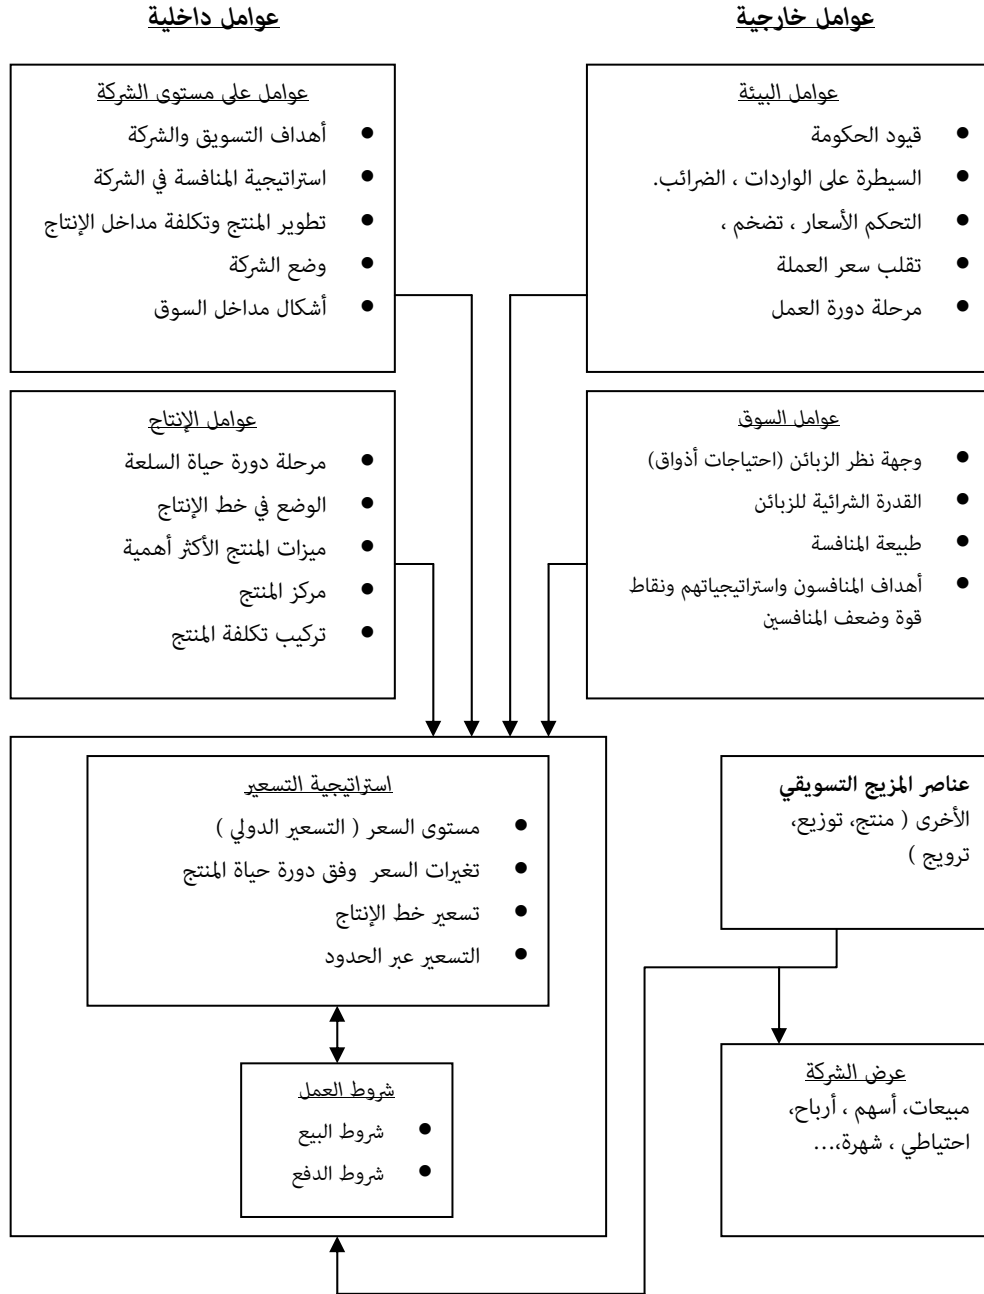 عوامل خارجية
عوامل داخلية
عوامل البيئة
● قيود الحكومة
● السيطرة على الواردات ، الضرائب.
● التحكم الأسعار ، تضخم ،
● تقلب سعر العملة
● مرحلة دورة العمل
عوامل على مستوى الشركة
● أهداف التسويق والشركة
● استراتيجية المنافسة في الشركة
● تطوير المنتج وتكلفة مداخل الإنتاج
● وضع الشركة
● أشكال مداخل السوق
عوامل السوق
● وجهة نظر الزبائن (احتياجات أذواق)
● القدرة الشرائية للزبائن
● طبيعة المنافسة
● أهداف المنافسون واستراتيجياتهم ونقاط
قوة وضعف المنافسين
عوامل الإنتاج
● مرحلة دورة حياة السلعة
● الوضع في خط الإنتاج
● ميزات المنتج الأكثر أهمية
● مركز المنتج
● تركيب تكلفة المنتج
عناصر المزيج التسويقي
الأخرى ( منتج، توزيع،
ترويج )
استراتيجية التسعير
● مستوى السعر ( التسعير الدولي )
● تغيرات السعر وفق دورة حياة المنتج
● تسعير خط الإنتاج
● التسعير عبر الحدود
عرض الشركة
مبيعات، أسهم ، أرباح،
احتياطي ، شهرة،...
شروط العمل
● شروط البيع
● شروط الدفع